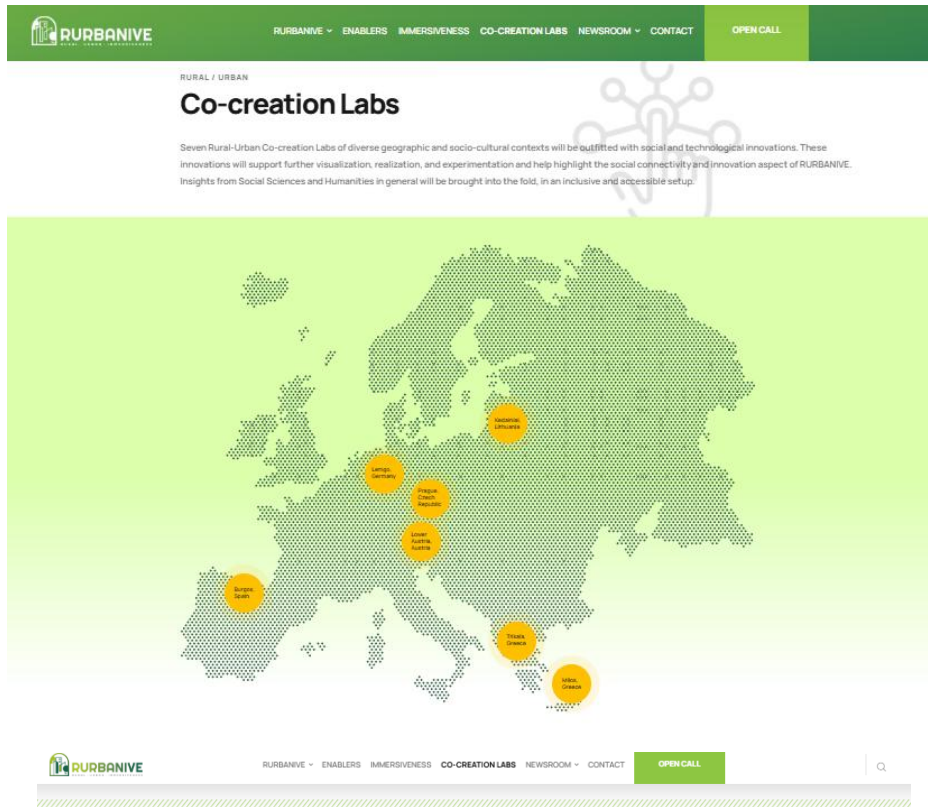 RURBANIVE
RURBANIVE ENABLERS IMMERSIVENESS CO-CREATION LABS NEWSROOM CONTACT OPEN CALL
RURAL / URBAN
Co-creation Labs
Seven Rural-Urban Co-creation Labs of diverse geographic and socio-cultural contexts will be outfitted with social and technological innovations. These
innovations will support further visualization, realization, and experimentation and help highlight the social connectivity and innovation aspect of RURBANIVE.
Insights from Social Sciences and Humanities in general will be brought into the fold, in an inclusive and accessible setup.
Lithuania
Lemgo,
Germany
Prague,
Czech
Republic
Lower
Austria,
Austria
Burgos,
Spain
Trikala,
Greece
Milos,
Greece
RURBANIVE
RURBANIVE ENABLERS IMMERSIVENESS CO-CREATION LABS NEWSROOM CONTACT OPEN CALL